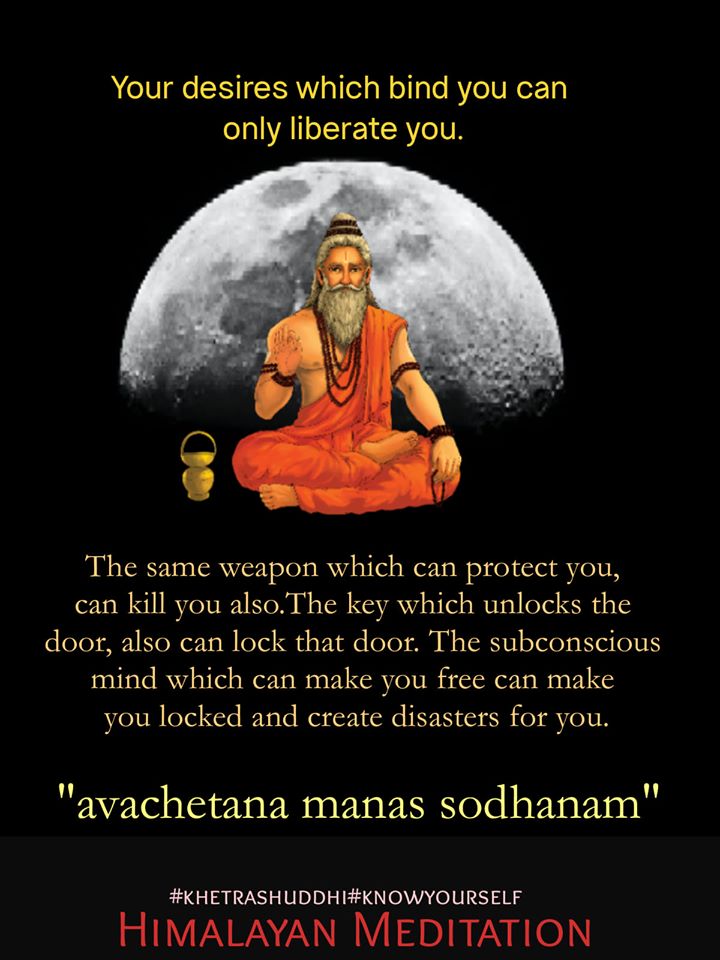 Your desires which bind you can
only liberate you.
The same weapon which can protect you,
can kill you also.The key which unlocks the
door, also can lock that door. The subconscious
mind which can make you free can make
you locked and create disasters for you.
"avachetana manas sodhanam"
#KHETRASHUDDHI#KNOWYOURSELF
HIMALAYAN MEDITATION